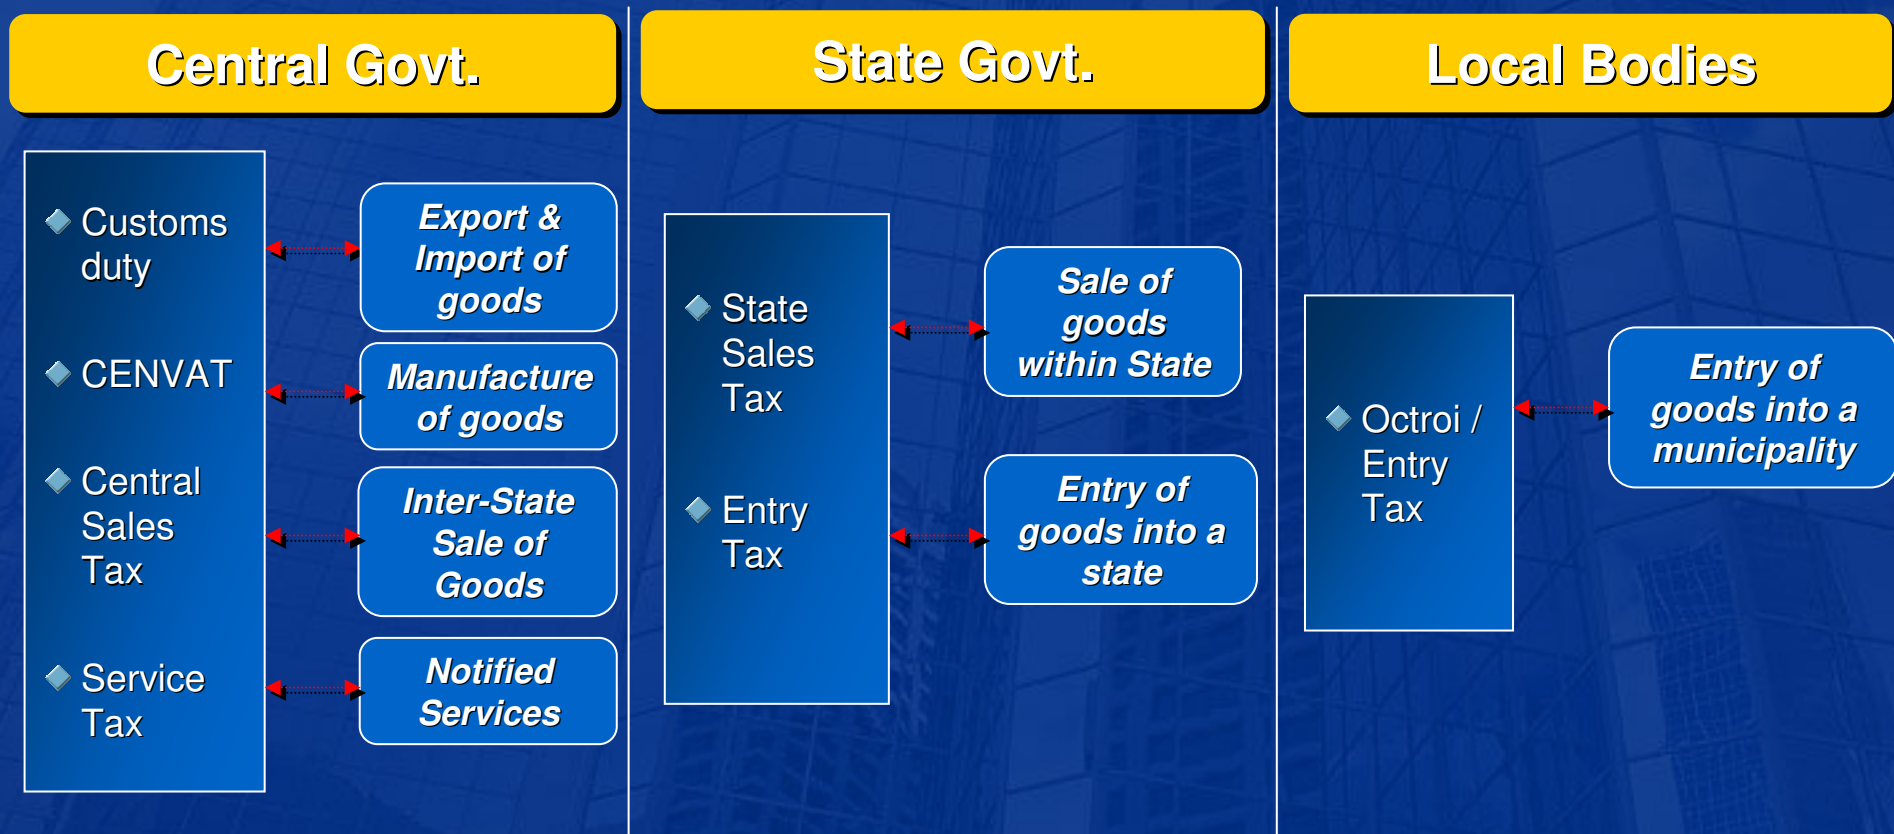 Central Govt.
Customs
duty
Export &
Import of
goods
CENVAT
Manufacture
of goods
Central
Sales
Tax
Inter-State
Sale of
Goods
Service
Tax
Notified
Services
State Govt.
State
Sales
Tax
Sale of
goods
within State
Entry
Tax
Entry of
goods into a
state
Local Bodies
Octroi /
Entry
Tax
Entry of
goods into a
municipality